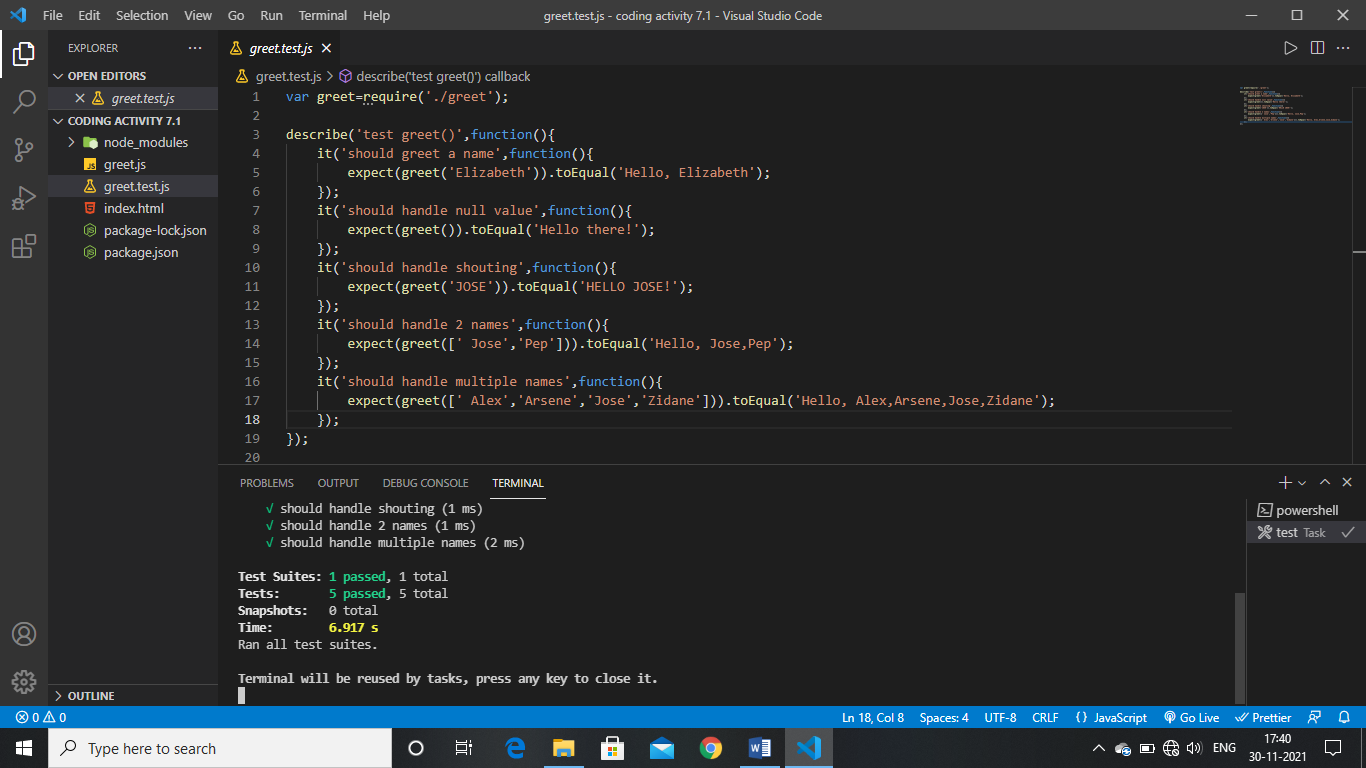 File Edit Selection View Go Run Terminal Help greet.test.js - coding activity 7.1 - Visual Studio Code
EXPLORER
OPEN EDITORS
greet.test.js
CODING ACTIVITY 7.1
node_modules
JS greet.js
greet.test.js
index.html
package-lock.json
package.json
OUTLINE
greet.test.js
greet.test.js > describe('test greet()') callback
1 var greet=require('./greet');
2
3 describe('test greet()',function(){
4 it('should greet a name',function(){
5 expect(greet('Elizabeth')).toEqual('Hello, Elizabeth');
6 });
7 it('should handle null value',function(){
8 expect(greet()).toEqual('Hello there!');
9 });
10 it('should handle shouting',function(){
11 expect(greet('JOSE')).toEqual('HELLO JOSE!');
12 });
13 it('should handle 2 names',function(){
14 expect(greet([' Jose','Pep'])).toEqual('Hello, Jose,Pep');
15 });
16 it('should handle multiple names',function(){
17 expect(greet([' Alex','Arsene','Jose','Zidane'])).toEqual('Hello, Alex,Arsene,Jose,Zidane');
18 });
19 });
20
PROBLEMS OUTPUT DEBUG CONSOLE TERMINAL
√ should handle shouting (1 ms)
√ should handle 2 names (1 ms)
√ should handle multiple names (2 ms)
Test Suites: 1 passed, 1 total
Tests: 5 passed, 5 total
Snapshots: 0 total
Time: 6.917 s
Ran all test suites.
Terminal will be reused by tasks, press any key to close it.
powershell
test Task
0 0 Ln 18, Col 8 Spaces: 4 UTF-8 CRLF {} JavaScript Go Live Prettier
Type here to search
ENG
17:40
30-11-2021